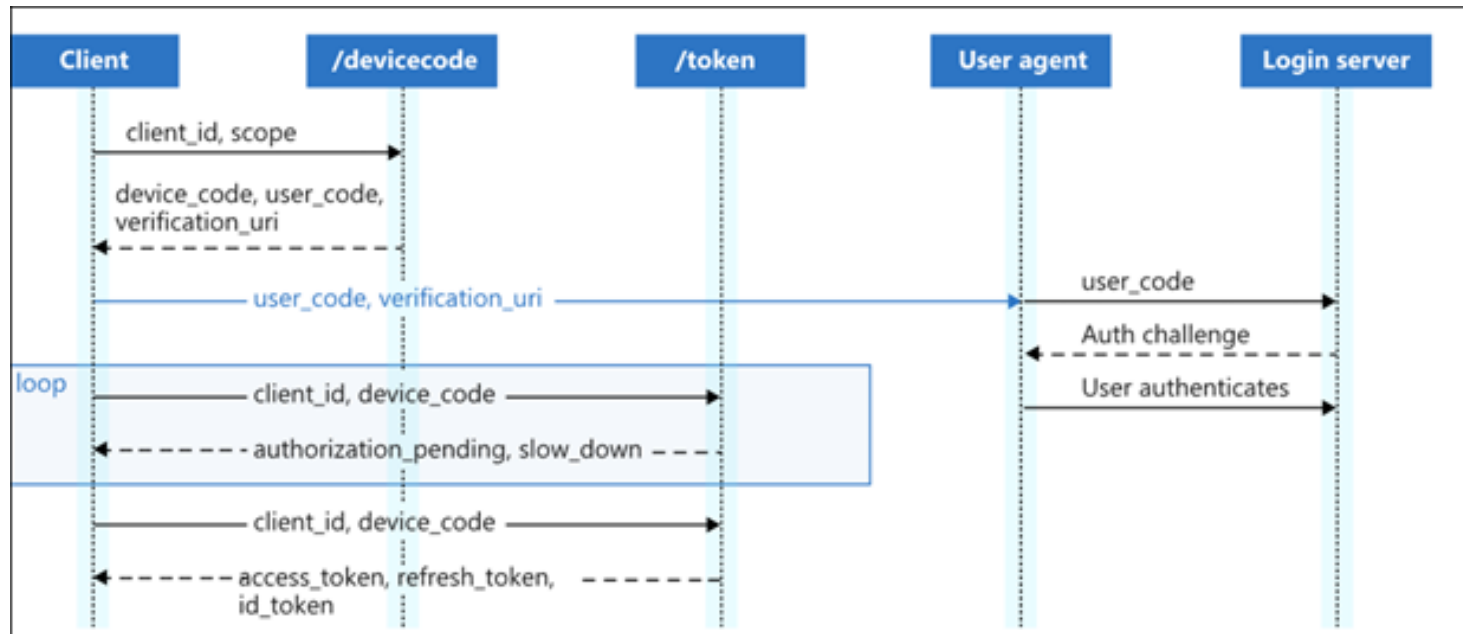 Client
/devicecode
/token
User agent
Login server
client_id, scope
device_code, user_code,
verification_uri
user_code, verification_uri
user_code
Auth challenge
loop
client_id, device_code
User authenticates
authorization_pending, slow_down
client_id, device_code
access_token, refresh_token,
id_token